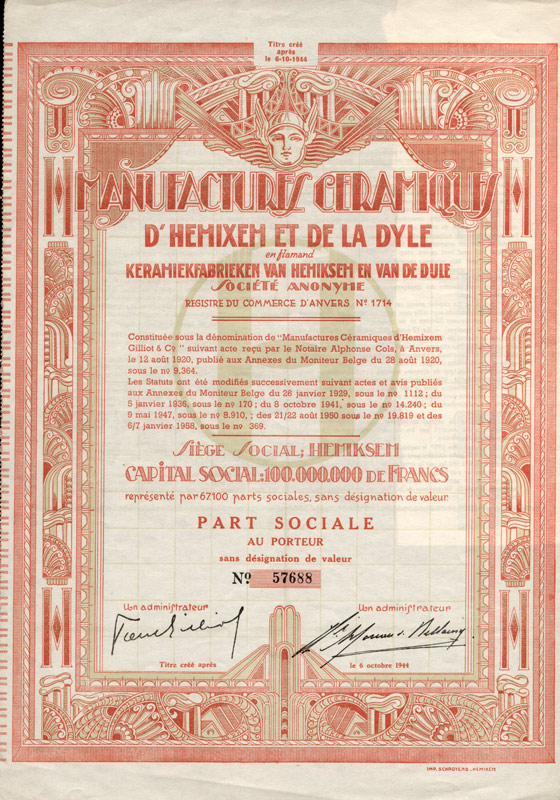 Titre créé
après
le 6-10-1944
MANUFACTURES CERAMIQUES
D'HEMIXEM ET DE LA DYLE
en flamand
KERAMIEKFABRIEKEN VAN HEMIKSEM EN VAN DE DIJLE
SOCIÉTÉ ANONYME
REGISTRE DU COMMERCE D'ANVERS Nº 1714
Constituée sous la dénomination de "Manufactures Céramiques d'Hemixem
Gilliot & Cº" suivant acte reçu par le Notaire Alphonse Cols, à Anvers,
le 12 août 1920, publié aux Annexes du Moniteur Belge du 28 août 1920,
sous le nº 9.364.
Les Statuts ont été modifiés successivement suivant actes et avis publiés
aux Annexes du Moniteur Belge du 26 janvier 1929, sous le nº 1112; du
5 janvier 1936, sous le nº 170; du 8 octobre 1941, sous le nº 14.240; du
9 mai 1947, sous le nº 8.910, ; des 21/22 août 1950 sous le nº 19.819 et des
6/7 janvier 1958, sous le nº 369.
SIÈGE SOCIAL; HEMIKSEM
CAPITAL SOCIAL: 100.000.000 DE FRANCS
représenté par 67100 parts sociales, sans désignation de valeur
PART SOCIALE
AU PORTEUR
sans désignation de valeur
Nº 57688
Un administrateur Un administrateur
Titre créé après le 6 octobre 1944
IMP. SCHROYENS - HEMIXEM